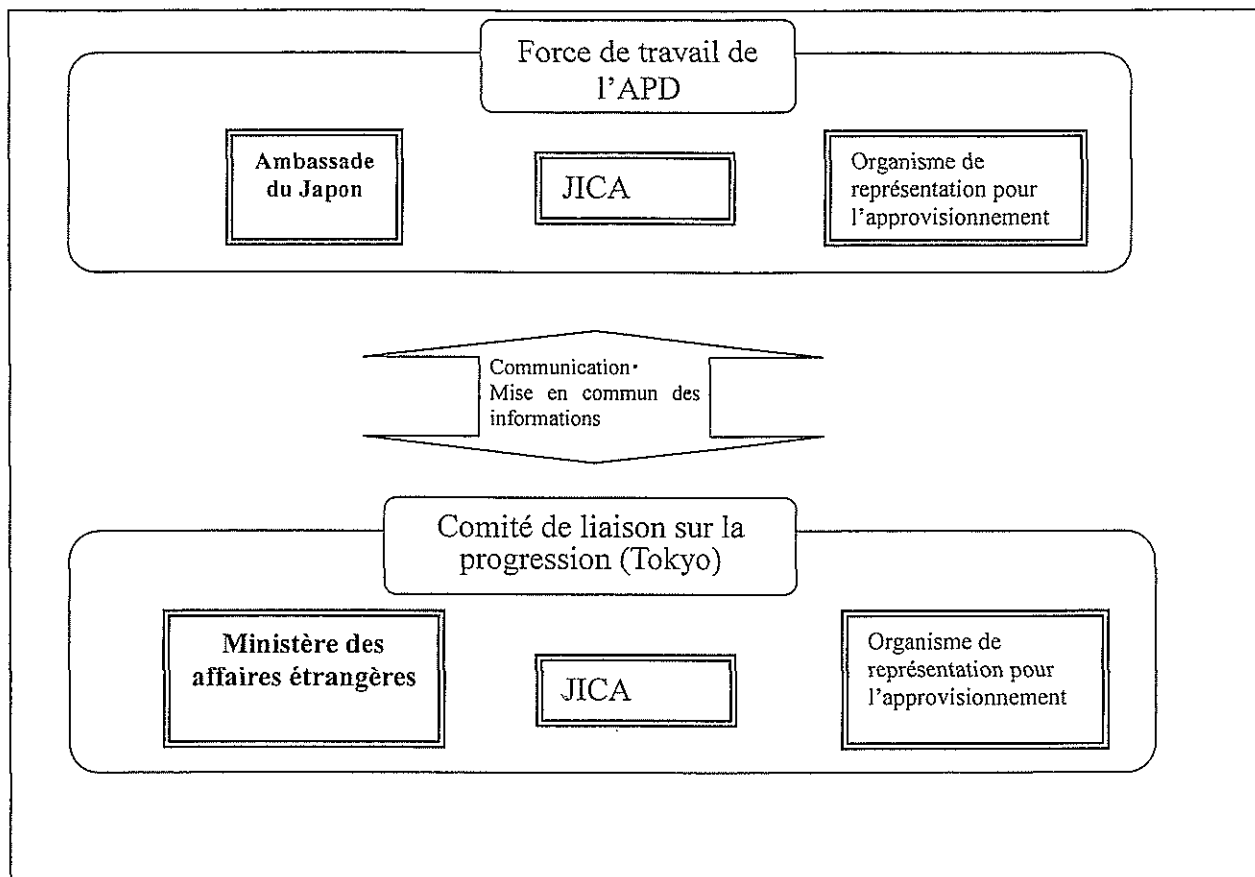 Force de travail de
l'APD
Ambassade
du Japon
JICA
Organisme de
représentation pour
l'approvisionnement
Communication・
Mise en commun des
informations
Comité de liaison sur la
progression (Tokyo)
Ministère des
affaires étrangères
JICA
Organisme de
représentation pour
l'approvisionnement